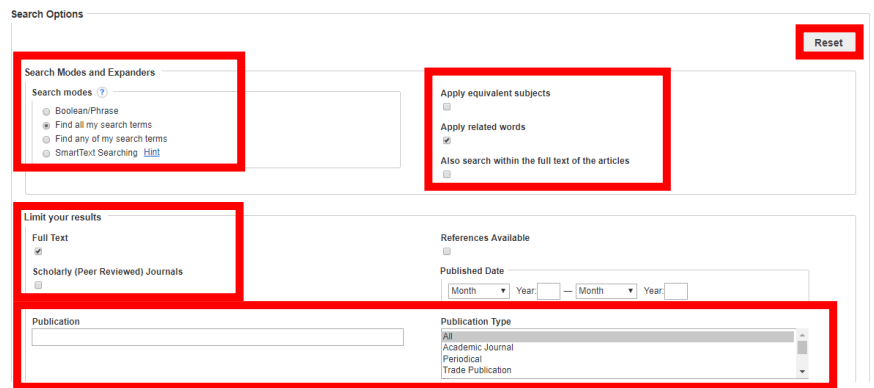 Search Options
Reset
Search Modes and Expanders
Search modes ?
Boolean/Phrase
Find all my search terms
Find any of my search terms
SmartText Searching Hint
Apply equivalent subjects
Apply related words
Also search within the full text of the articles
Limit your results
Full Text
Scholarly (Peer Reviewed) Journals
References Available
Published Date
Month Year: — Month Year:
Publication
Publication Type
All
Academic Journal
Periodical
Trade Publication